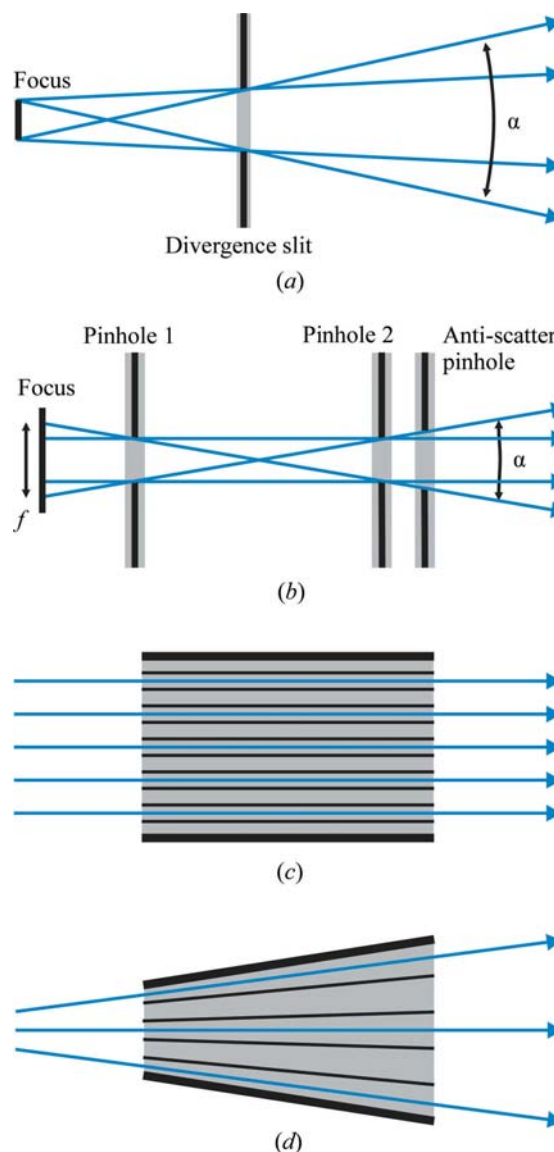 Focus
α
Divergence slit
(a)
Pinhole 1
Pinhole 2
Anti-scatter
pinhole
Focus
α
f
(b)
(c)
(d)